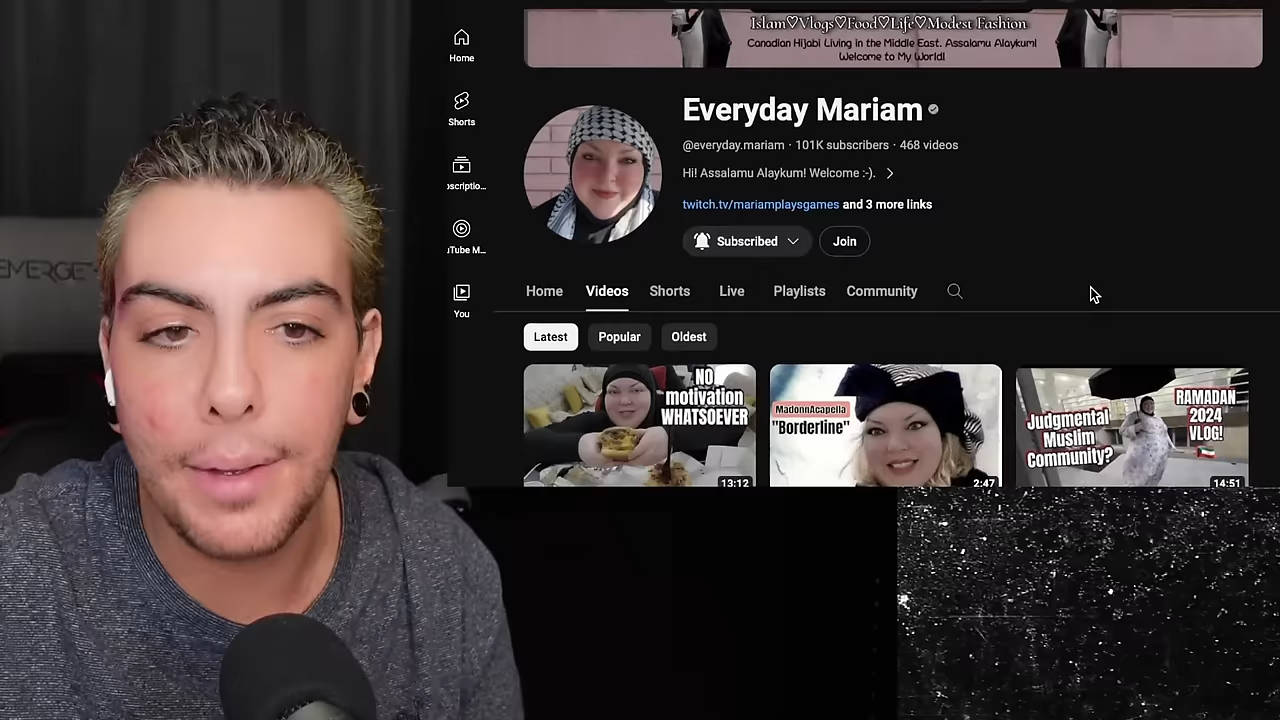 Islam♡Vlogs♡Food♡Life♡Modest Fashion
Canadian Hijabi Living in the Middle East. Assalamu Alaykum!
Welcome to My World!
Home
Shorts
bscriptio...
uTube M...
You
Everyday Mariam
@everyday.mariam · 101K subscribers · 468 videos
Hi! Assalamu Alaykum! Welcome :-).
twitch.tv/mariamplaysgames and 3 more links
Subscribed
Join
Home Videos Shorts Live Playlists Community
Latest Popular Oldest
NO
motivation
WHATSOEVER
13:12
MadonnAcapella
"Borderline"
2:47
Judgmental
Muslim
Community?
RAMADAN
2024
VLOG!
14:51
EMERGE